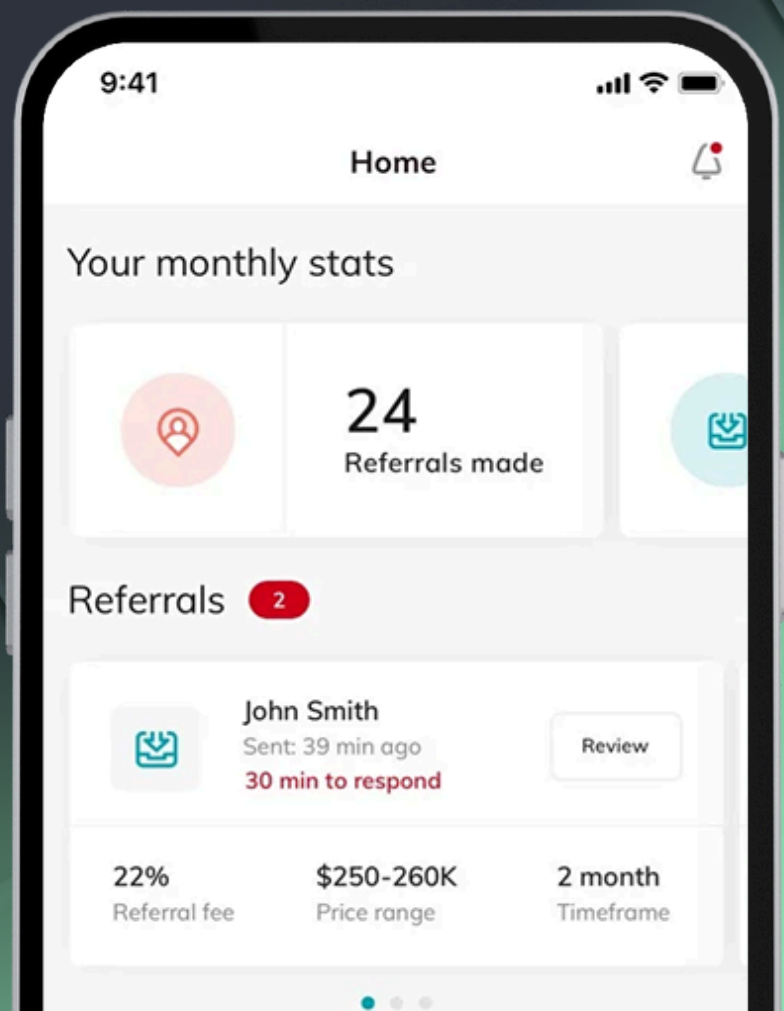 9:41
Home
Your monthly stats
24
Referrals made
Referrals 2
John Smith
Sent: 39 min ago
30 min to respond
Review
22%
Referral fee
$250-260K
Price range
2 month
Timeframe